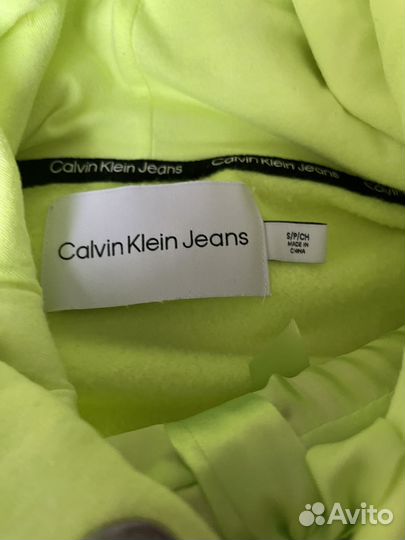 Calvin Klein Jeans Calvin Klein Jeans
Calvin Klein Jeans
S/P/CH
MADE IN
CHINA
Avito